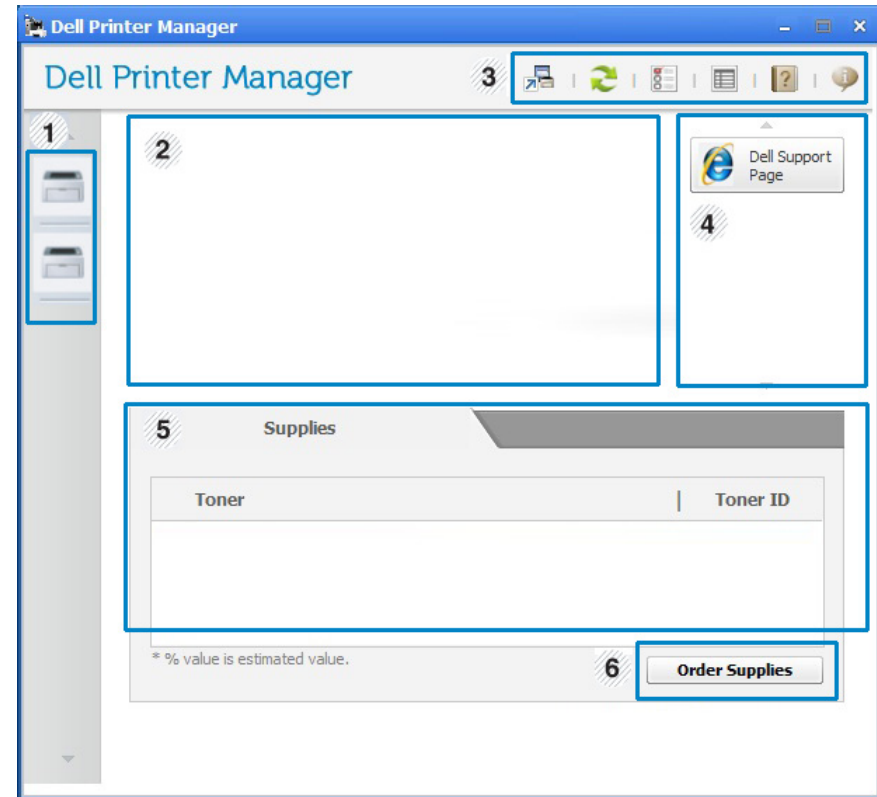 Dell Printer Manager
Dell Printer Manager
3
1
2
Dell Support
Page
4
5
Supplies
Toner
Toner ID
* % value is estimated value.
6
Order Supplies